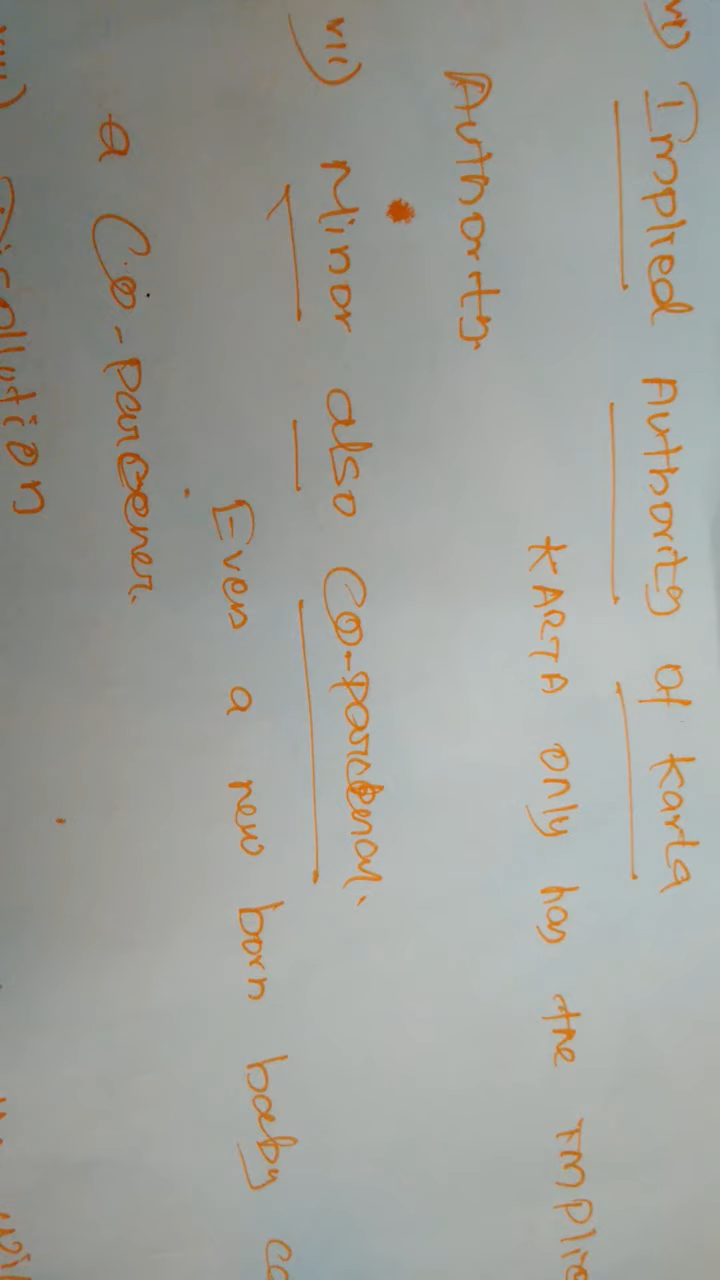 vi) Implied Authority of Karta
KARTA only has the Implie
Authority.
vii) Minor also Co-parcenar.
Even a new born baby
a Co-parcener.